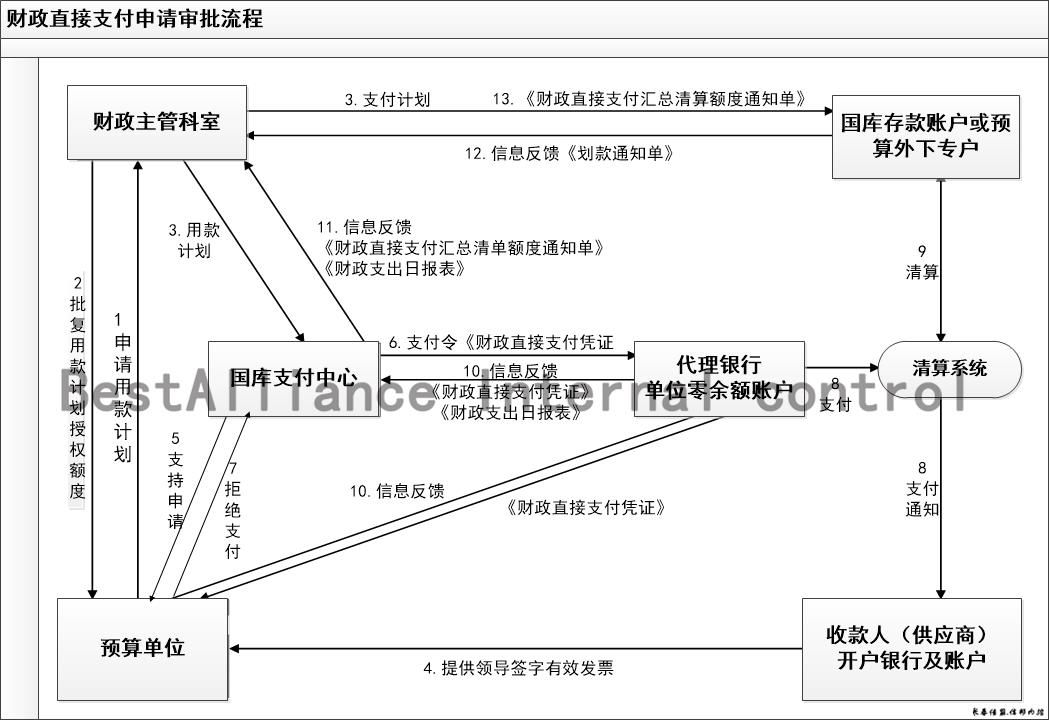 财政直接支付申请审批流程
财政主管科室
3.支付计划
13.《财政直接支付汇总清算额度通知单》
国库存款账户或预
算外下专户
12.信息反馈《划款通知单》
3.用款
计划
11.信息反馈
《财政直接支付汇总清单额度通知单》
《财政支出日报表》
9
清算
2
批复用款计划授权额度
1
申请用款计划
国库支付中心
6.支付令《财政直接支付凭证
10.信息反馈
《财政直接支付凭证》
《财政支出日报表》
代理银行
单位零余额账户
8
支付
清算系统
BestAlliance Internal control
5
支持申请
7
拒绝支付
10.信息反馈
《财政直接支付凭证》
8
支付
通知
预算单位
4.提供领导签字有效发票
收款人（供应商）
开户银行及账户